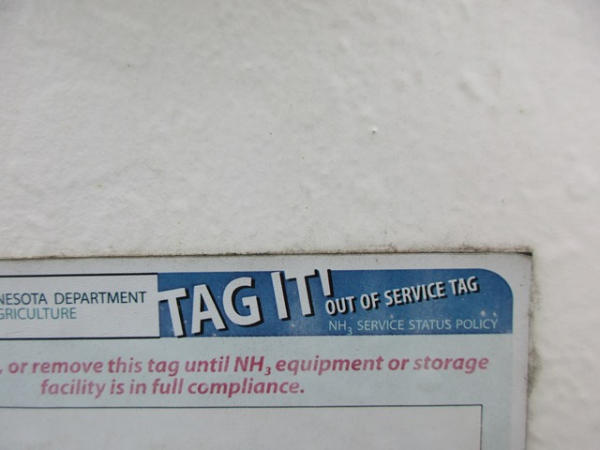 NESOTA DEPARTMENT
GRICULTURE
TAG IT!
OUT OF SERVICE TAG
NH₃ SERVICE STATUS POLICY
, or remove this tag until NH₃ equipment or storage
facility is in full compliance.